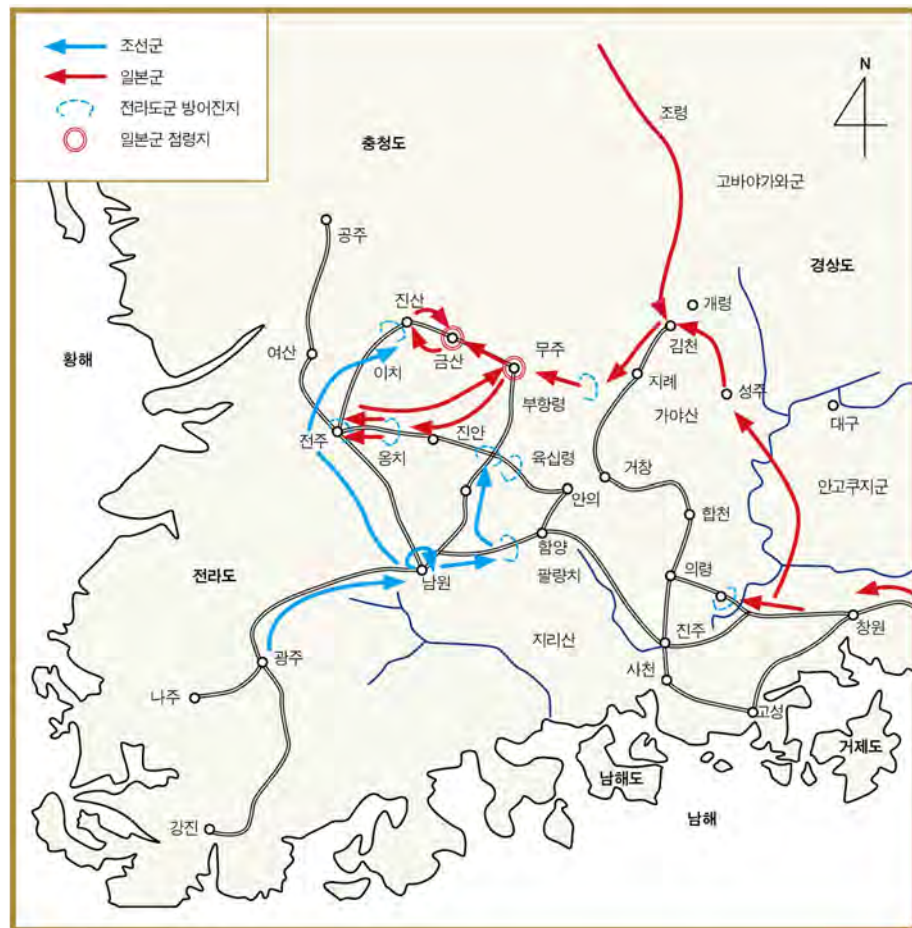 조선군
일본군
전라도군 방어진지
일본군 점령지
N
조령
충청도
고바야가와군
공주
경상도
진산
개령
황해
여산
금산
무주
김천
이치
지례
성주
부항령
가야산
대구
전주
진안
웅치
육십령
거창
안의
안고쿠지군
합천
함양
전라도
남원
팔량치
의령
지리산
진주
창원
광주
사천
나주
고성
거제도
남해도
남해
강진